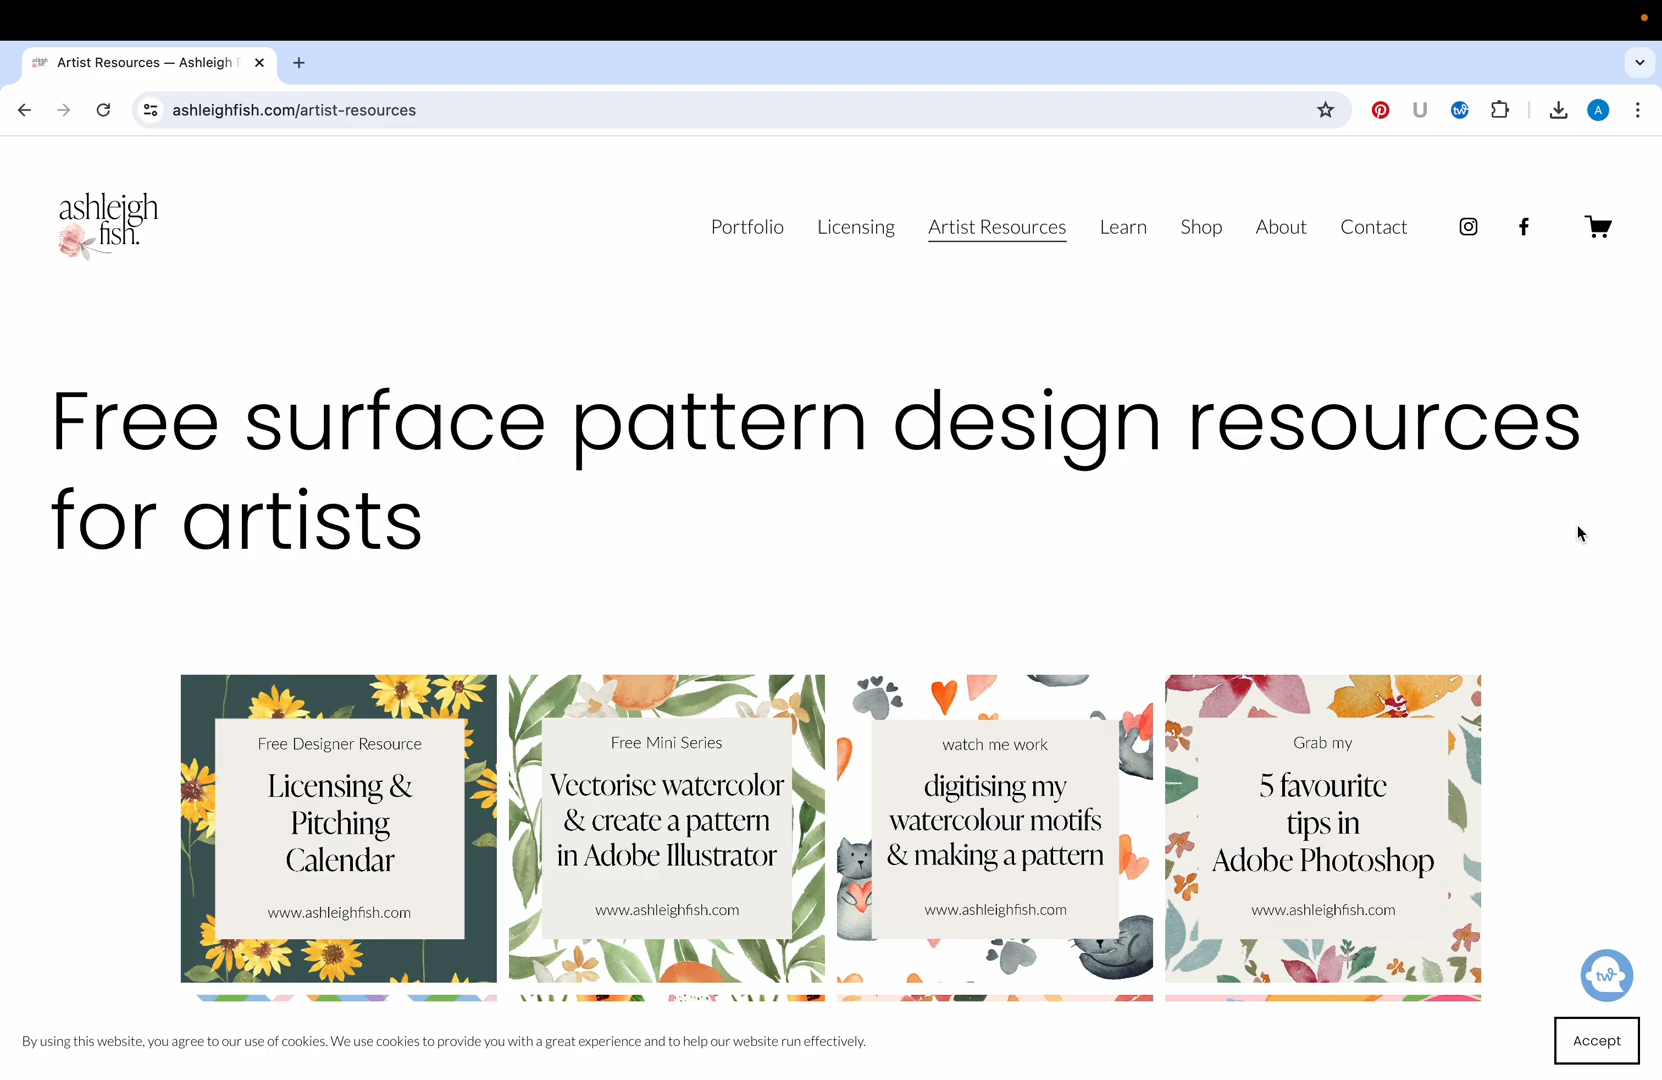 Artist Resources — Ashleigh
ashleighfish.com/artist-resources
A
ashleigh
fish.
Portfolio
Licensing
Artist Resources
Learn
Shop
About
Contact
Free surface pattern design resources
for artists
Free Designer Resource
Licensing &
Pitching
Calendar
www.ashleighfish.com
Free Mini Series
Vectorise watercolor
& create a pattern
in Adobe Illustrator
www.ashleighfish.com
watch me work
digitising my
watercolour motifs
& making a pattern
www.ashleighfish.com
Grab my
5 favourite
tips in
Adobe Photoshop
www.ashleighfish.com
tw
By using this website, you agree to our use of cookies. We use cookies to provide you with a great experience and to help our website run effectively.
Accept